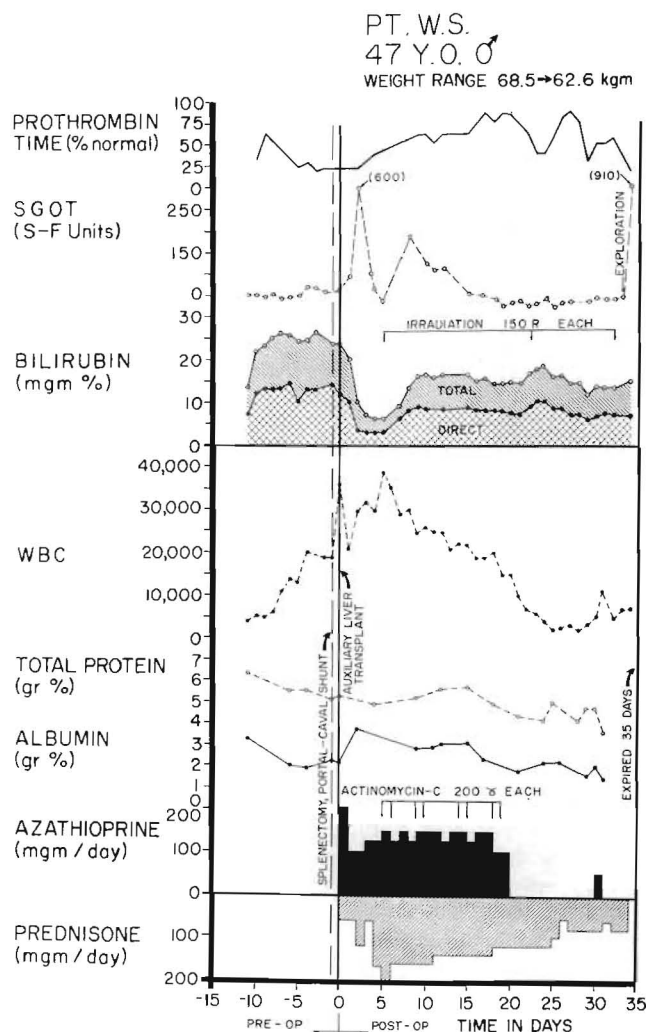 PT. W.S.
47 Y.O. ♂
WEIGHT RANGE 68.5→62.6 kgm
PROTHROMBIN
TIME (% normal)
100
75
50
25
0
SGOT
(S-F Units)
250
150
0
(600)
(910)
EXPLORATION
IRRADIATION 150 R EACH
BILIRUBIN
(mgm %)
30
20
10
0
TOTAL
DIRECT
WBC
40,000
30,000
20,000
10,000
0
SPLENECTOMY, PORTAL-CAVAL SHUNT
AUXILIARY LIVER
TRANSPLANT
EXPIRED 35 DAYS
TOTAL PROTEIN
(gr %)
7
6
5
4
ALBUMIN
(gr %)
3
2
1
0
ACTINOMYCIN-C 200 ɣ EACH
AZATHIOPRINE
(mgm / day)
200
100
0
PREDNISONE
(mgm / day)
100
200
-15 -10 -5 0 5 10 15 20 25 30 35
PRE-OP POST-OP TIME IN DAYS